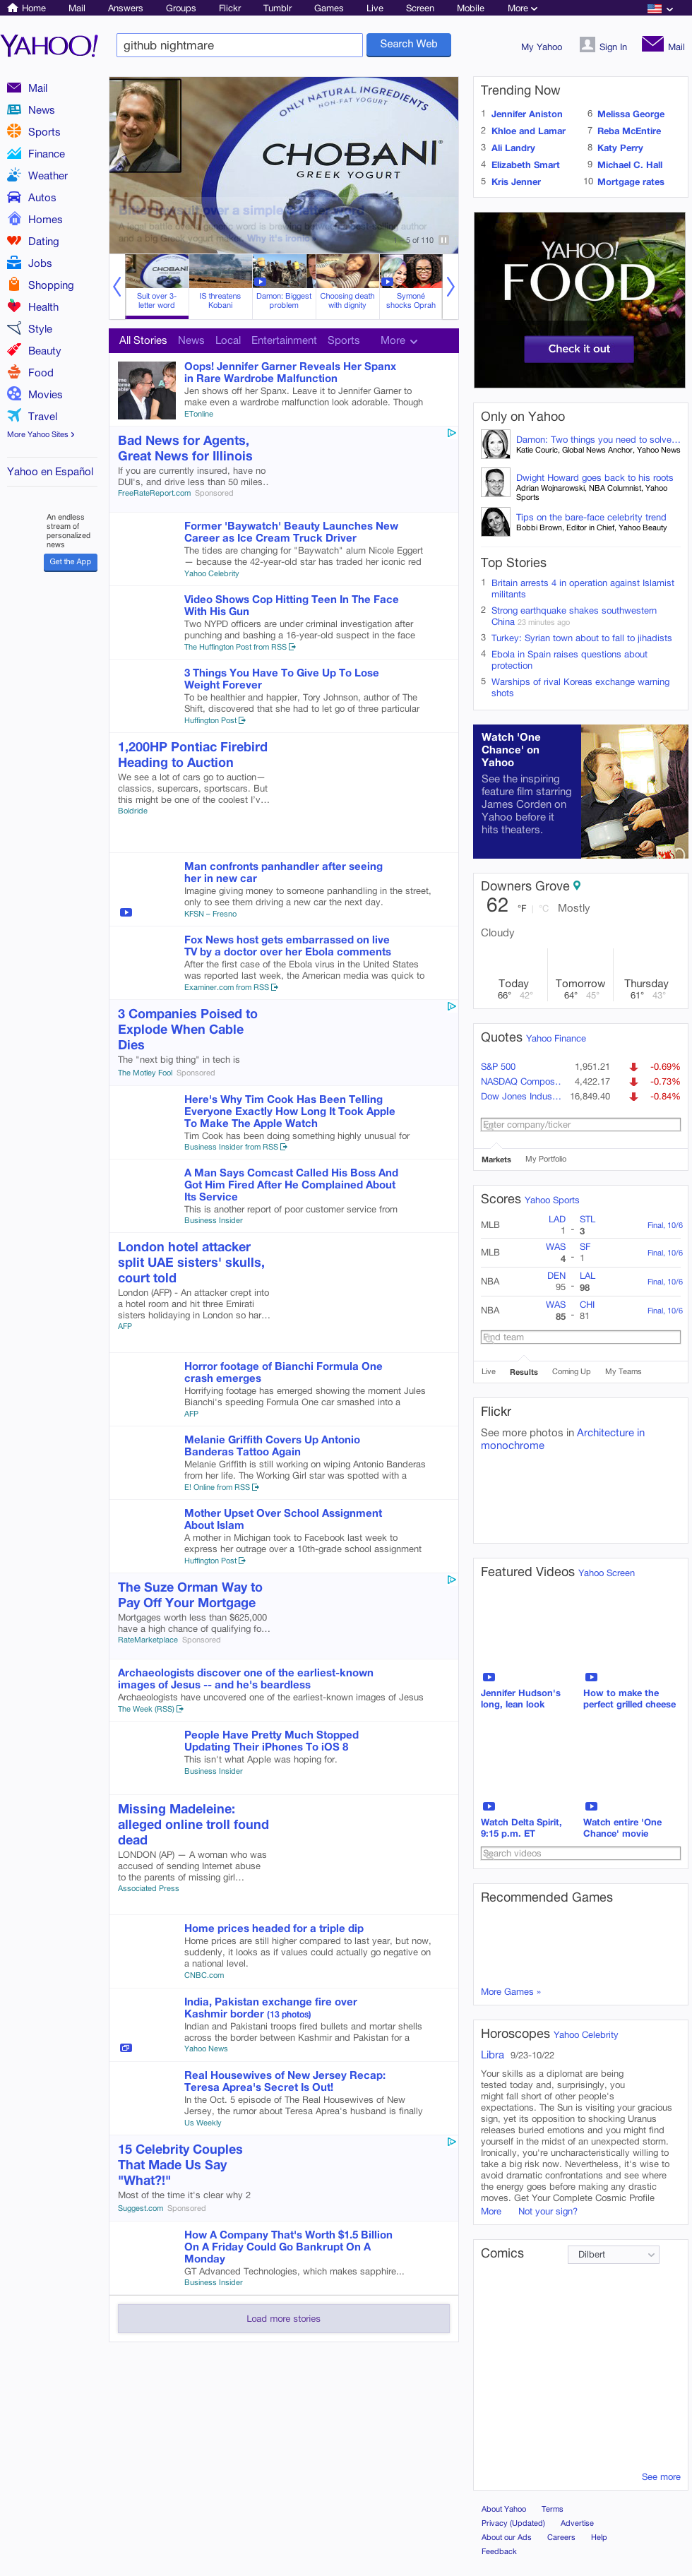 Home Mail Answers Groups Flickr Tumblr Games Live Screen Mobile More
YAHOO!
github nightmare
Search Web
My Yahoo
Sign In
Mail
Mail
News
Sports
Finance
Weather
Autos
Homes
Dating
Jobs
Shopping
Health
Style
Beauty
Food
Movies
Travel
More Yahoo Sites >
Yahoo en Español
An endless
stream of
personalized
news
Get the App
ONLY NATURAL INGREDIENTS
NON-FAT YOGURT
CHOBANI®
GREEK YOGURT
5 of 110
Suit over 3-
letter word
IS threatens
Kobani
Damon: Biggest
problem
Choosing death
with dignity
Symoné
shocks Oprah
All Stories News Local Entertainment Sports More
Oops! Jennifer Garner Reveals Her Spanx
in Rare Wardrobe Malfunction
Jen shows off her Spanx. Leave it to Jennifer Garner to
make even a wardrobe malfunction look adorable. Though
ETonline
Bad News for Agents,
Great News for Illinois
If you are currently insured, have no
DUI's, and drive less than 50 miles…
FreeRateReport.com Sponsored
Former 'Baywatch' Beauty Launches New
Career as Ice Cream Truck Driver
The tides are changing for "Baywatch" alum Nicole Eggert
— because the 42-year-old star has traded her iconic red
Yahoo Celebrity
Video Shows Cop Hitting Teen In The Face
With His Gun
Two NYPD officers are under criminal investigation after
punching and bashing a 16-year-old suspect in the face
The Huffington Post from RSS
3 Things You Have To Give Up To Lose
Weight Forever
To be healthier and happier, Tory Johnson, author of The
Shift, discovered that she had to let go of three particular
Huffington Post
1,200HP Pontiac Firebird
Heading to Auction
We see a lot of cars go to auction—
classics, supercars, sportscars. But
this might be one of the coolest I'v…
Boldride
Man confronts panhandler after seeing
her in new car
Imagine giving money to someone panhandling in the street,
only to see them driving a new car the next day.
KFSN – Fresno
Fox News host gets embarrassed on live
TV by a doctor over her Ebola comments
After the first case of the Ebola virus in the United States
was reported last week, the American media was quick to
Examiner.com from RSS
3 Companies Poised to
Explode When Cable
Dies
The "next big thing" in tech is
The Motley Fool Sponsored
Here's Why Tim Cook Has Been Telling
Everyone Exactly How Long It Took Apple
To Make The Apple Watch
Tim Cook has been doing something highly unusual for
Business Insider from RSS
A Man Says Comcast Called His Boss And
Got Him Fired After He Complained About
Its Service
This is another report of poor customer service from
Business Insider
London hotel attacker
split UAE sisters' skulls,
court told
London (AFP) - An attacker crept into
a hotel room and hit three Emirati
sisters holidaying in London so har…
AFP
Horror footage of Bianchi Formula One
crash emerges
Horrifying footage has emerged showing the moment Jules
Bianchi's speeding Formula One car smashed into a
AFP
Melanie Griffith Covers Up Antonio
Banderas Tattoo Again
Melanie Griffith is still working on wiping Antonio Banderas
from her life. The Working Girl star was spotted with a
E! Online from RSS
Mother Upset Over School Assignment
About Islam
A mother in Michigan took to Facebook last week to
express her outrage over a 10th-grade school assignment
Huffington Post
The Suze Orman Way to
Pay Off Your Mortgage
Mortgages worth less than $625,000
have a high chance of qualifying fo…
RateMarketplace Sponsored
Archaeologists discover one of the earliest-known
images of Jesus -- and he's beardless
Archaeologists have uncovered one of the earliest-known images of Jesus
The Week (RSS)
People Have Pretty Much Stopped
Updating Their iPhones To iOS 8
This isn't what Apple was hoping for.
Business Insider
Missing Madeleine:
alleged online troll found
dead
LONDON (AP) — A woman who was
accused of sending Internet abuse
to the parents of missing girl…
Associated Press
Home prices headed for a triple dip
Home prices are still higher compared to last year, but now,
suddenly, it looks as if values could actually go negative on
a national level.
CNBC.com
India, Pakistan exchange fire over
Kashmir border (13 photos)
Indian and Pakistani troops fired bullets and mortar shells
across the border between Kashmir and Pakistan for a
Yahoo News
Real Housewives of New Jersey Recap:
Teresa Aprea's Secret Is Out!
In the Oct. 5 episode of The Real Housewives of New
Jersey, the rumor about Teresa Aprea's husband is finally
Us Weekly
15 Celebrity Couples
That Made Us Say
"What?!"
Most of the time it's clear why 2
Suggest.com Sponsored
How A Company That's Worth $1.5 Billion
On A Friday Could Go Bankrupt On A
Monday
GT Advanced Technologies, which makes sapphire...
Business Insider
Load more stories
Trending Now
1 Jennifer Aniston
2 Khloe and Lamar
3 Ali Landry
4 Elizabeth Smart
5 Kris Jenner
6 Melissa George
7 Reba McEntire
8 Katy Perry
9 Michael C. Hall
10 Mortgage rates
YAHOO!
FOOD
Check it out
Only on Yahoo
Damon: Two things you need to solve…
Katie Couric, Global News Anchor, Yahoo News
Dwight Howard goes back to his roots
Adrian Wojnarowski, NBA Columnist, Yahoo
Sports
Tips on the bare-face celebrity trend
Bobbi Brown, Editor in Chief, Yahoo Beauty
Top Stories
1 Britain arrests 4 in operation against Islamist
militants
2 Strong earthquake shakes southwestern
China 23 minutes ago
3 Turkey: Syrian town about to fall to jihadists
4 Ebola in Spain raises questions about
protection
5 Warships of rival Koreas exchange warning
shots
Watch 'One
Chance' on
Yahoo
See the inspiring
feature film starring
James Corden on
Yahoo before it
hits theaters.
Downers Grove
62 °F | °C Mostly
Cloudy
Today
66° 42°
Tomorrow
64° 45°
Thursday
61° 43°
Quotes Yahoo Finance
S&P 500 1,951.21 -0.69%
NASDAQ Compos.. 4,422.17 -0.73%
Dow Jones Indus… 16,849.40 -0.84%
Enter company/ticker
Markets My Portfolio
Scores Yahoo Sports
MLB LAD 1 - STL 3 Final, 10/6
MLB WAS 4 - SF 1 Final, 10/6
NBA DEN 95 - LAL 98 Final, 10/6
NBA WAS 85 - CHI 81 Final, 10/6
Find team
Live Results Coming Up My Teams
Flickr
See more photos in Architecture in
monochrome
Featured Videos Yahoo Screen
Jennifer Hudson's
long, lean look
How to make the
perfect grilled cheese
Watch Delta Spirit,
9:15 p.m. ET
Watch entire 'One
Chance' movie
Search videos
Recommended Games
More Games »
Horoscopes Yahoo Celebrity
Libra 9/23-10/22
Your skills as a diplomat are being
tested today and, surprisingly, you
might fall short of other people's
expectations. The Sun is visiting your gracious
sign, yet its opposition to shocking Uranus
releases buried emotions and you might find
yourself in the midst of an unexpected storm.
Ironically, you're uncharacteristically willing to
take a big risk now. Nevertheless, it's wise to
avoid dramatic confrontations and see where
the energy goes before making any drastic
moves. Get Your Complete Cosmic Profile
More Not your sign?
Comics
Dilbert
See more
About Yahoo Terms
Privacy (Updated) Advertise
About our Ads Careers Help
Feedback